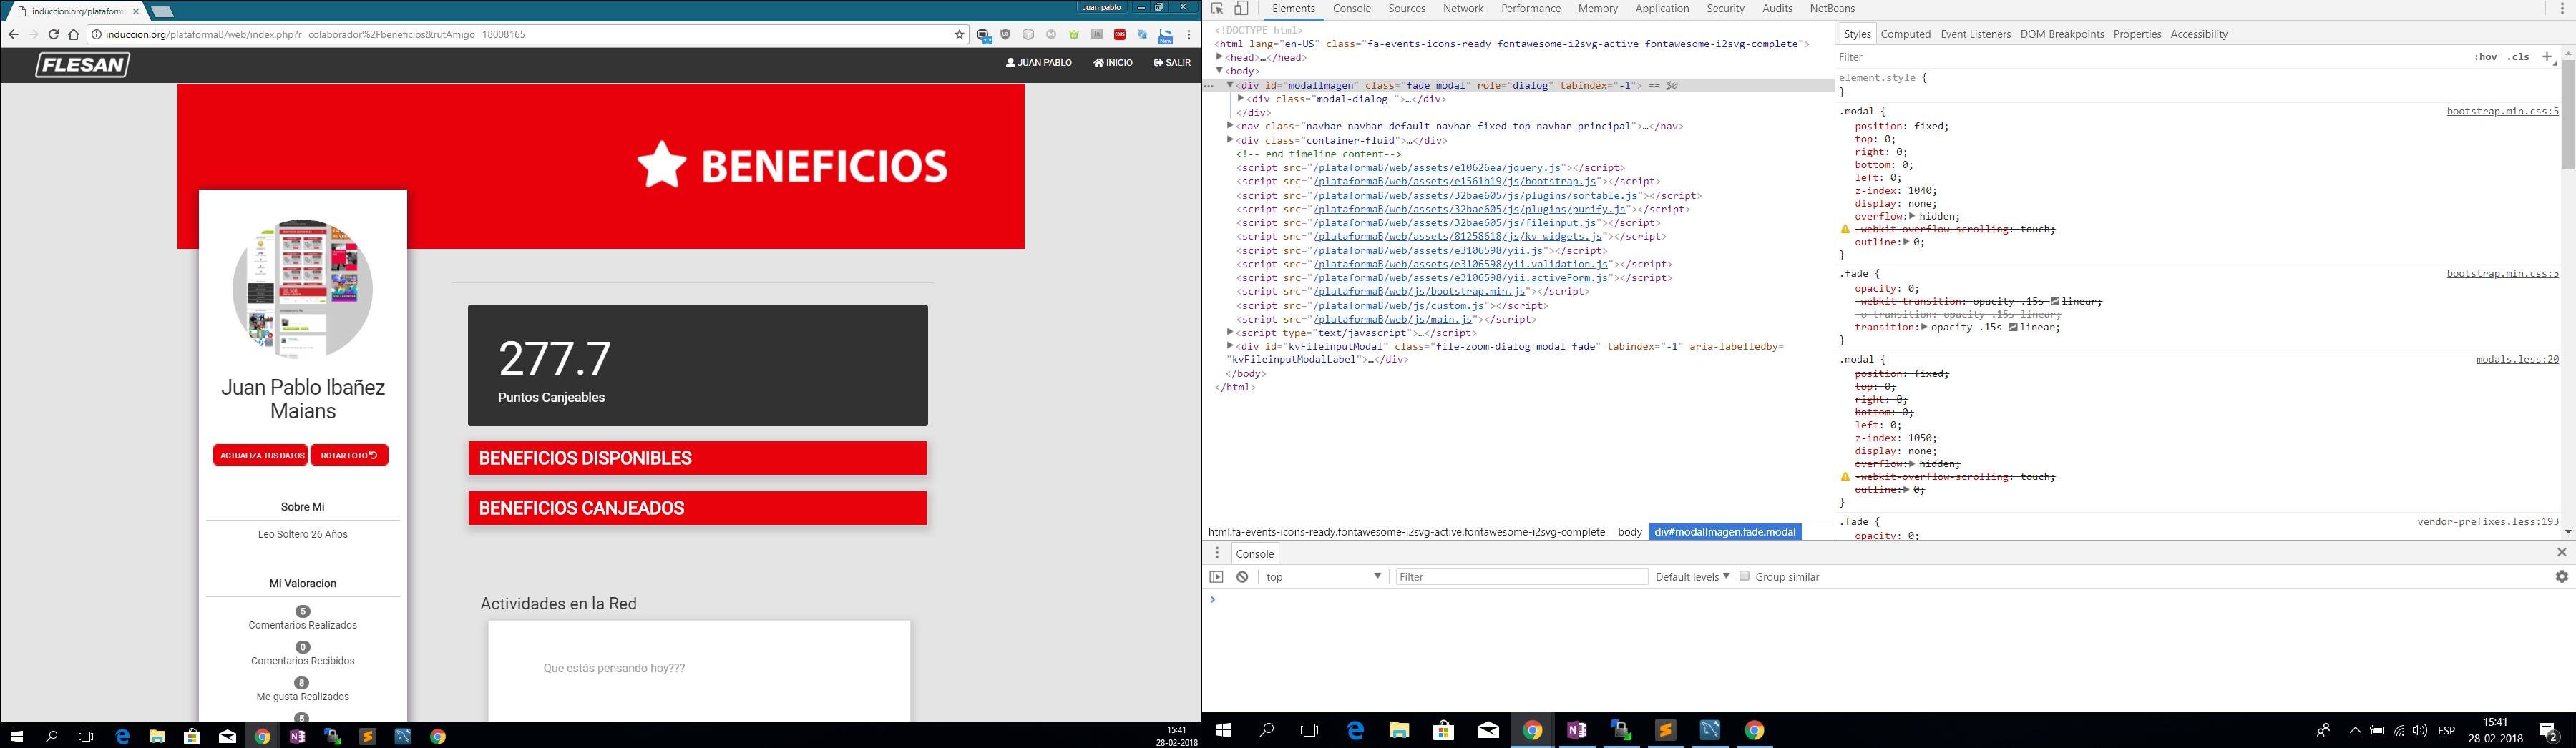 induccion.org/plataform
Juan pablo
induccion.org/plataformaB/web/index.php?r=colaborador%2Fbeneficios&rutAmigo=18008165
FLESAN
JUAN PABLO
INICIO
SALIR
BENEFICIOS
Juan Pablo Ibañez
Maians
ACTUALIZA TUS DATOS
ROTAR FOTO
Sobre Mi
Leo Soltero 26 Años
Mi Valoracion
5
Comentarios Realizados
0
Comentarios Recibidos
8
Me gusta Realizados
5
277.7
Puntos Canjeables
BENEFICIOS DISPONIBLES
BENEFICIOS CANJEADOS
Actividades en la Red
Que estás pensando hoy???
15:41
28-02-2018
Elements Console Sources Network Performance Memory Application Security Audits NetBeans
<!DOCTYPE html>
<html lang="en-US" class="fa-events-icons-ready fontawesome-i2svg-active fontawesome-i2svg-complete">
<head>…</head>
<body>
<div id="modalImagen" class="fade modal" role="dialog" tabindex="-1"> == $0
<div class="modal-dialog ">…</div>
</div>
<nav class="navbar navbar-default navbar-fixed-top navbar-principal">…</nav>
<div class="container-fluid">…</div>
<!-- end timeline content-->
<script src="/plataformaB/web/assets/e10626ea/jquery.js"></script>
<script src="/plataformaB/web/assets/e1561b19/js/bootstrap.js"></script>
<script src="/plataformaB/web/assets/32bae605/js/plugins/sortable.js"></script>
<script src="/plataformaB/web/assets/32bae605/js/plugins/purify.js"></script>
<script src="/plataformaB/web/assets/32bae605/js/fileinput.js"></script>
<script src="/plataformaB/web/assets/81258618/js/kv-widgets.js"></script>
<script src="/plataformaB/web/assets/e3106598/yii.js"></script>
<script src="/plataformaB/web/assets/e3106598/yii.validation.js"></script>
<script src="/plataformaB/web/assets/e3106598/yii.activeForm.js"></script>
<script src="/plataformaB/web/js/bootstrap.min.js"></script>
<script src="/plataformaB/web/js/custom.js"></script>
<script src="/plataformaB/web/js/main.js"></script>
<script type="text/javascript">…</script>
<div id="kvFileinputModal" class="file-zoom-dialog modal fade" tabindex="-1" aria-labelledby=
"kvFileinputModalLabel">…</div>
</body>
</html>
html.fa-events-icons-ready.fontawesome-i2svg-active.fontawesome-i2svg-complete body div#modalImagen.fade.modal
Styles Computed Event Listeners DOM Breakpoints Properties Accessibility
Filter :hov .cls +
element.style {
}
.modal { bootstrap.min.css:5
position: fixed;
top: 0;
right: 0;
bottom: 0;
left: 0;
z-index: 1040;
display: none;
overflow: hidden;
-webkit-overflow-scrolling: touch;
outline: 0;
}
.fade { bootstrap.min.css:5
opacity: 0;
-webkit-transition: opacity .15s linear;
-o-transition: opacity .15s linear;
transition: opacity .15s linear;
}
.modal { modals.less:20
position: fixed;
top: 0;
right: 0;
bottom: 0;
left: 0;
z-index: 1050;
display: none;
overflow: hidden;
-webkit-overflow-scrolling: touch;
outline: 0;
}
.fade { vendor-prefixes.less:193
opacity: 0;
Console
top Filter Default levels Group similar
ESP
15:41
28-02-2018
2